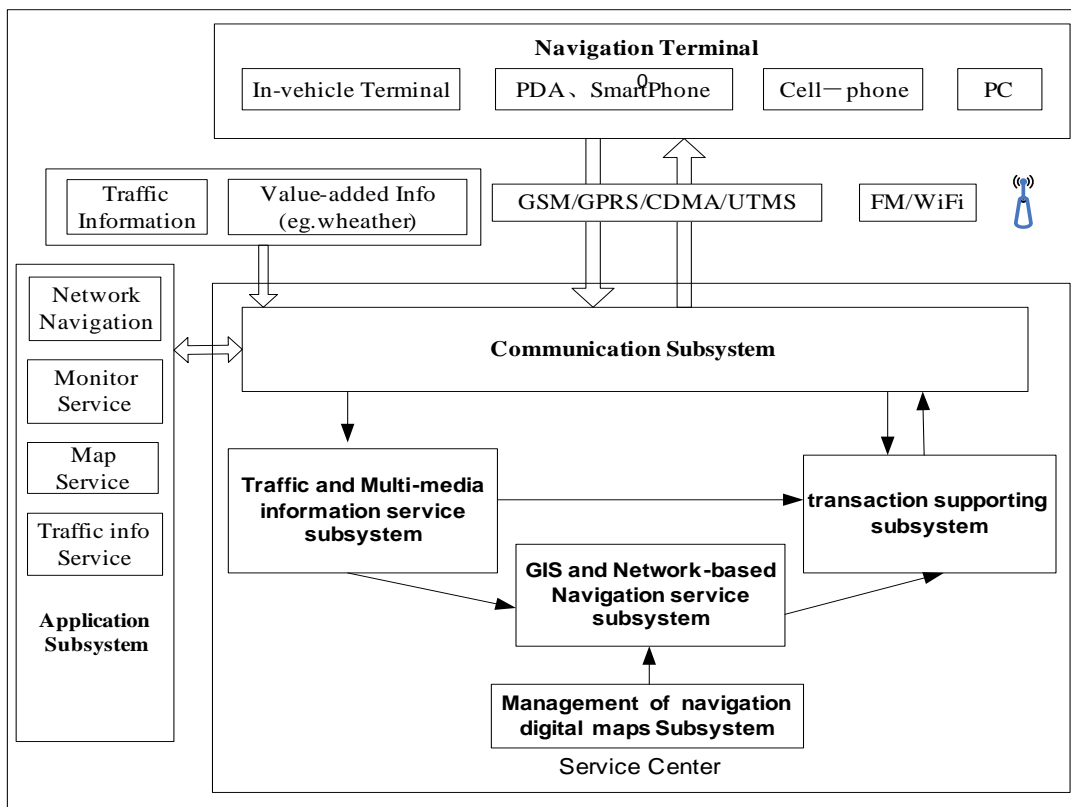 Navigation Terminal
In-vehicle Terminal
PDA、SmartPhone
0
Cell－phone
PC
Traffic
Information
Value-added Info
(eg.wheather)
GSM/GPRS/CDMA/UTMS
FM/WiFi
Network
Navigation
Monitor
Service
Map
Service
Traffic info
Service
Application
Subsystem
Communication Subsystem
Traffic and Multi-media
information service
subsystem
transaction supporting
subsystem
GIS and Network-based
Navigation service
subsystem
Management of navigation
digital maps Subsystem
Service Center